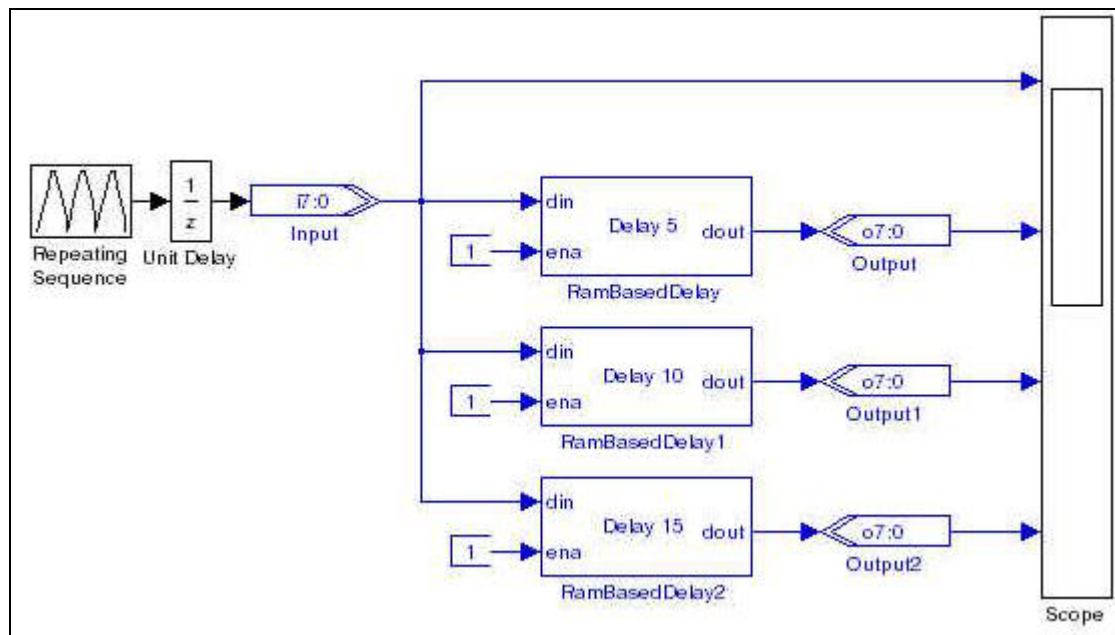 Repeating
Sequence
1
z
Unit Delay
i7:0
Input
din
Delay 5
dout
1
ena
RamBasedDelay
o7:0
Output
din
Delay 10
dout
1
ena
RamBasedDelay1
o7:0
Output1
din
Delay 15
dout
1
ena
RamBasedDelay2
o7:0
Output2
Scope